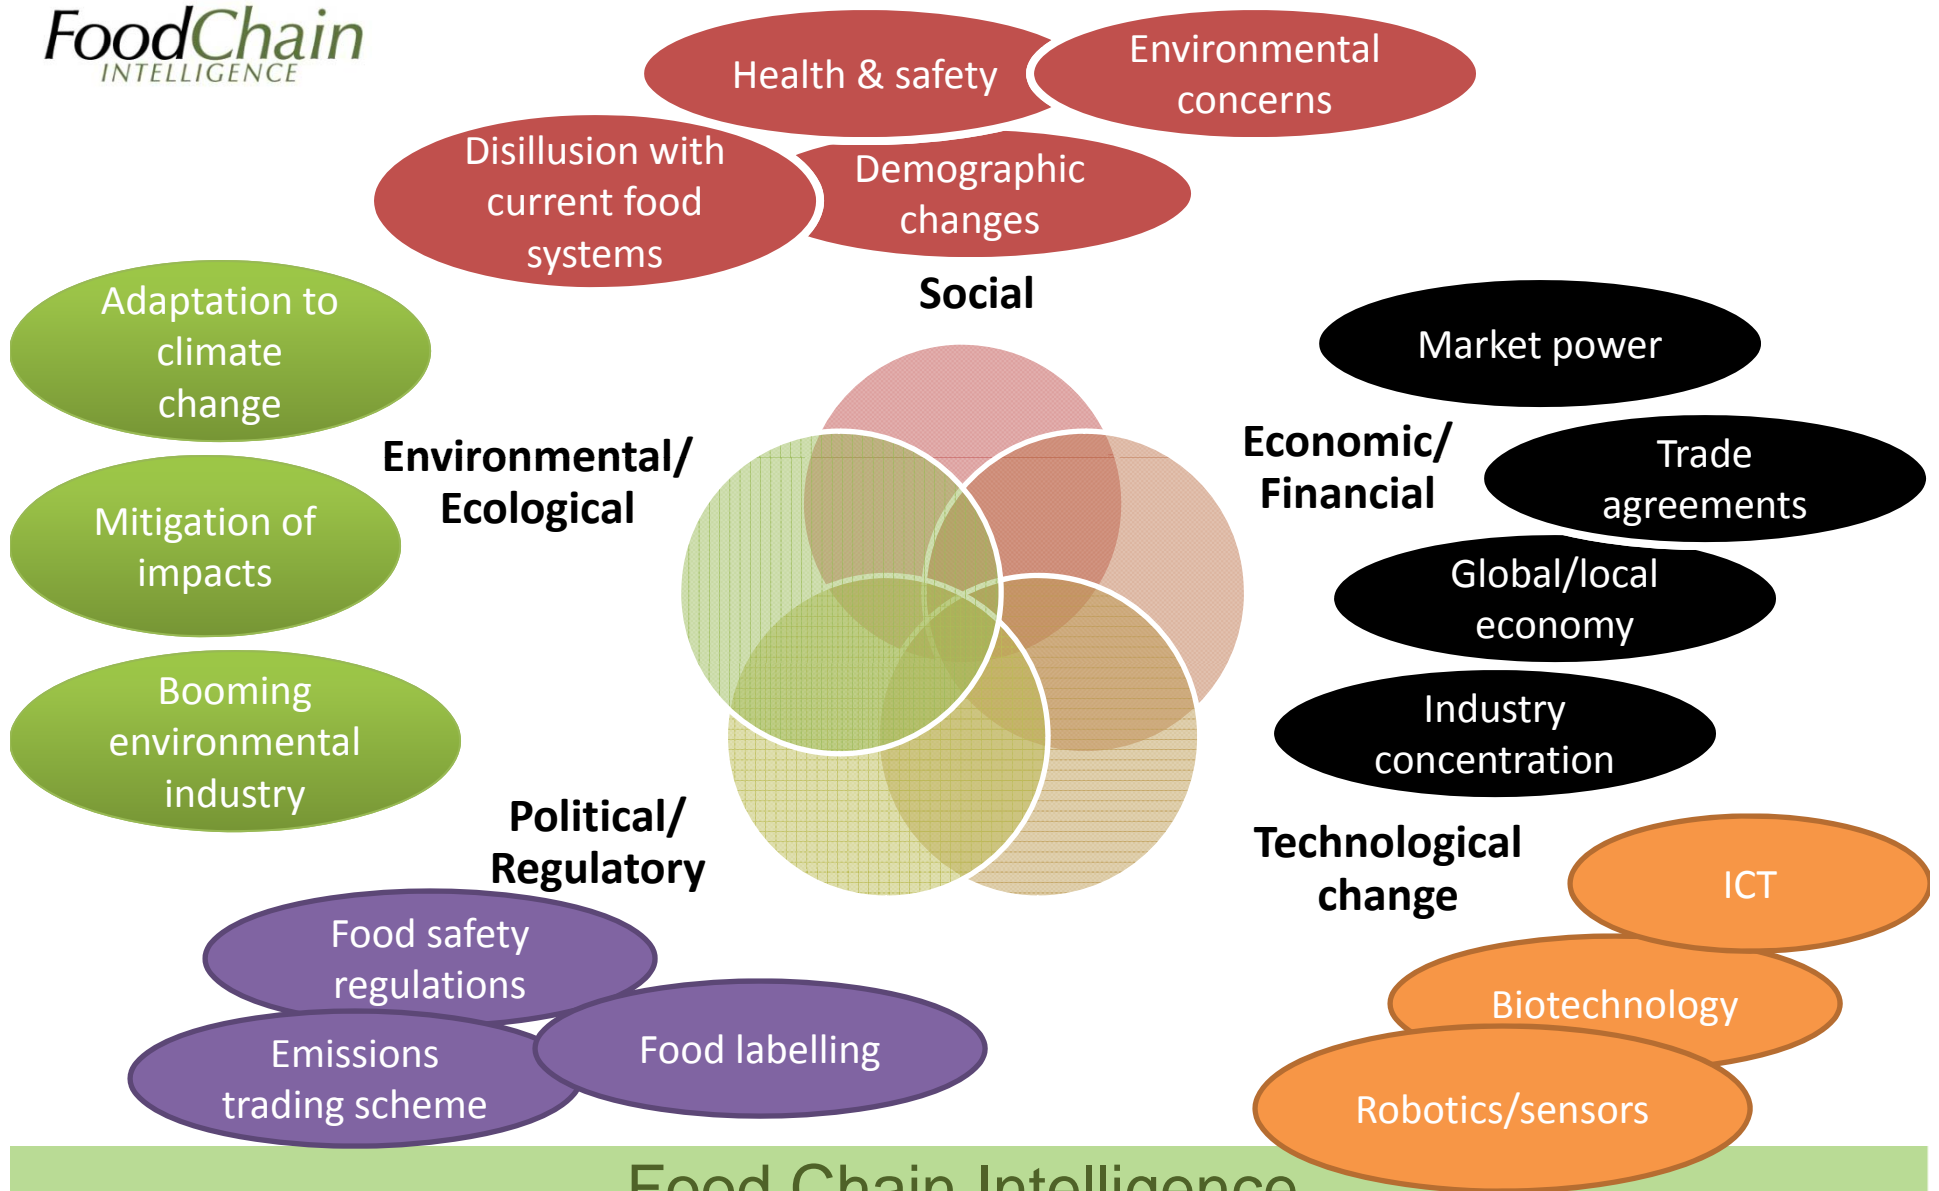 FoodChain
INTELLIGENCE
Health & safety
Environmental
concerns
Disillusion with
current food
systems
Demographic
changes
Social
Adaptation to
climate
change
Market power
Environmental/
Ecological
Economic/
Financial
Trade
agreements
Mitigation of
impacts
Global/local
economy
Booming
environmental
industry
Industry
concentration
Political/
Regulatory
Technological
change
ICT
Food safety
regulations
Biotechnology
Emissions
trading scheme
Food labelling
Robotics/sensors
Food Chain Intelligence